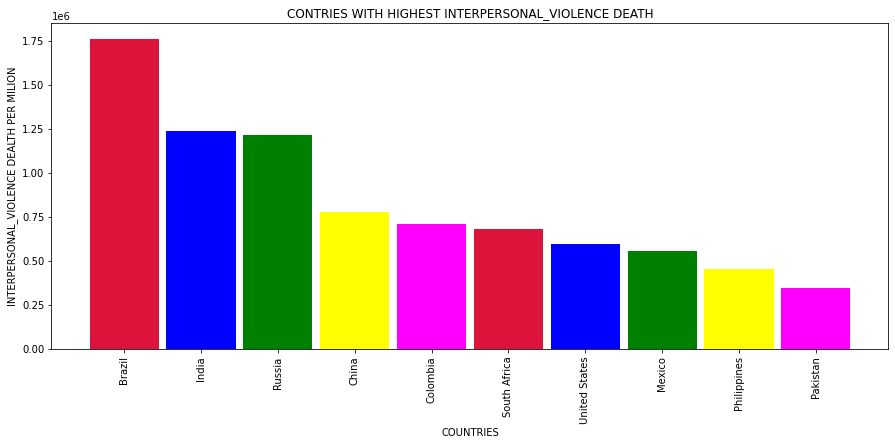 CONTRIES WITH HIGHEST INTERPERSONAL_VIOLENCE DEATH
1e6
INTERPERSONAL_VIOLENCE DEALTH PER MILION
1.75
1.50
1.25
1.00
0.75
0.50
0.25
0.00
Brazil
India
Russia
China
Colombia
South Africa
United States
Mexico
Philippines
Pakistan
COUNTRIES